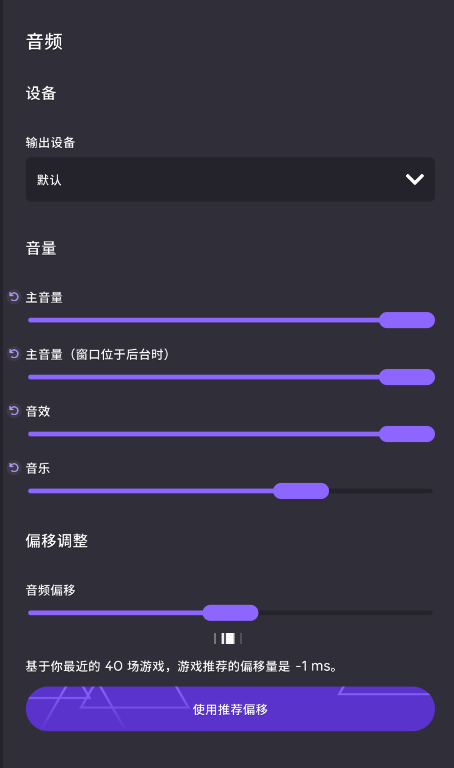 音频
设备
输出设备
默认
音量
主音量
主音量（窗口位于后台时）
音效
音乐
偏移调整
音频偏移
基于你最近的 40 场游戏，游戏推荐的偏移量是 -1 ms。
使用推荐偏移